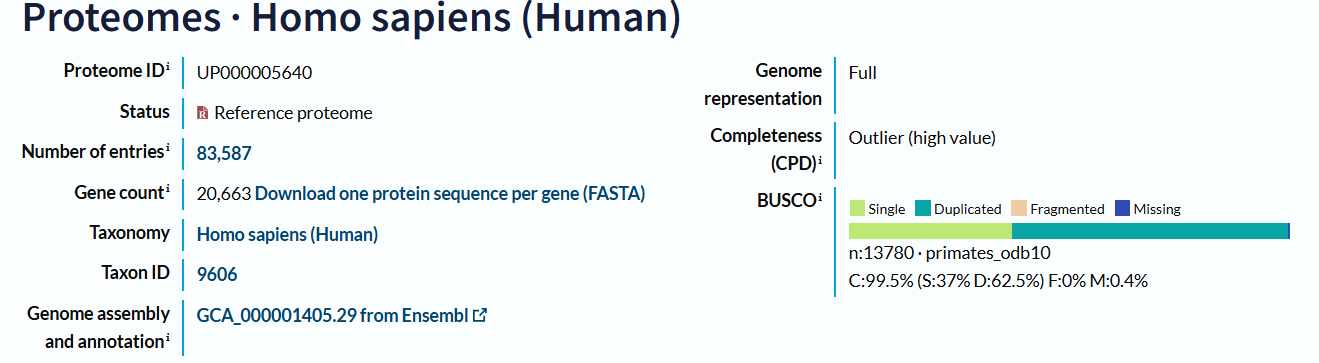 Proteomes · Homo sapiens (Human)
Proteome IDⁱ UP000005640
Status Reference proteome
Number of entriesⁱ 83,587
Gene countⁱ 20,663 Download one protein sequence per gene (FASTA)
Taxonomy Homo sapiens (Human)
Taxon ID 9606
Genome assembly
and annotationⁱ
GCA_000001405.29 from Ensembl
Genome
representation
Full
Completeness
(CPD)ⁱ
Outlier (high value)
BUSCOⁱ
Single Duplicated Fragmented Missing
n:13780 · primates_odb10
C:99.5% (S:37% D:62.5%) F:0% M:0.4%